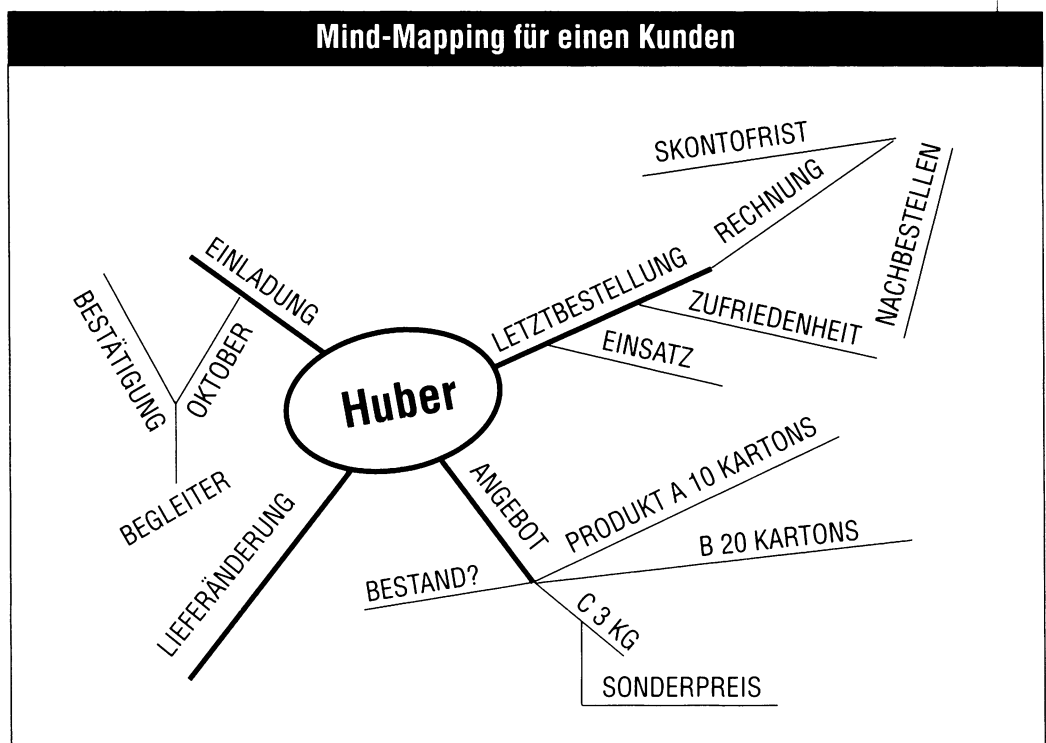 Mind-Mapping für einen Kunden
SKONTOFRIST
RECHNUNG
NACHBESTELLEN
EINLADUNG
LETZTBESTELLUNG
ZUFRIEDENHEIT
EINSATZ
BESTÄTIGUNG
OKTOBER
Huber
BEGLEITER
LIEFERÄNDERUNG
ANGEBOT
PRODUKT A 10 KARTONS
B 20 KARTONS
BESTAND?
C 3 KG
SONDERPREIS